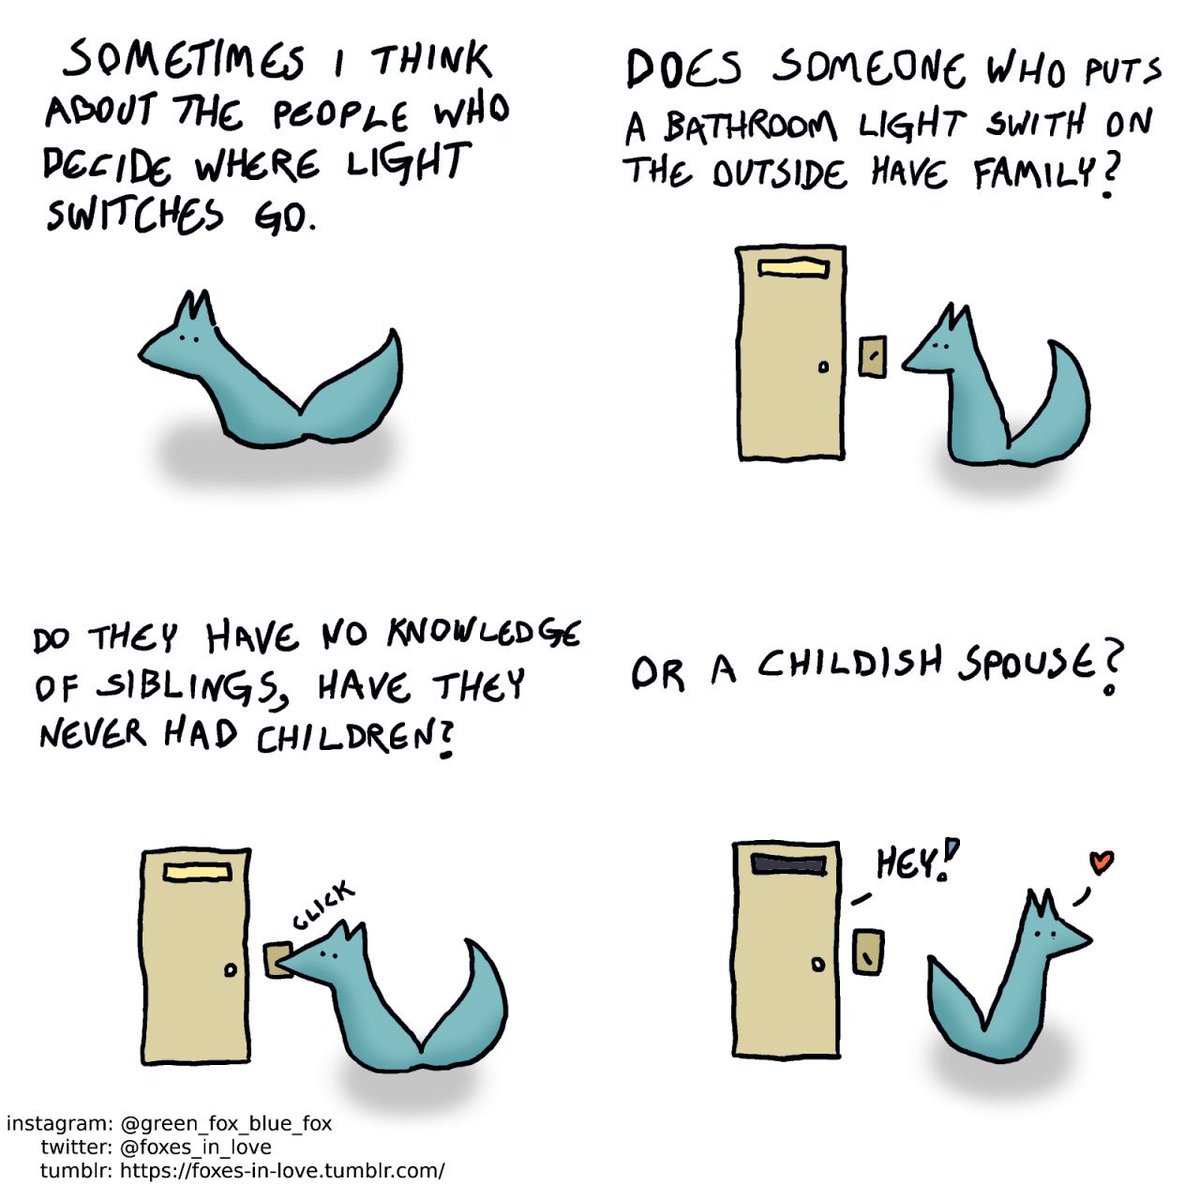 SOMETIMES I THINK
ABOUT THE PEOPLE WHO
DECIDE WHERE LIGHT
SWITCHES GO.
DOES SOMEONE WHO PUTS
A BATHROOM LIGHT SWITH ON
THE OUTSIDE HAVE FAMILY?
DO THEY HAVE NO KNOWLEDGE
OF SIBLINGS, HAVE THEY
NEVER HAD CHILDREN?
CLICK
OR A CHILDISH SPOUSE?
HEY!
instagram: @green_fox_blue_fox
twitter: @foxes_in_love
tumblr: https://foxes-in-love.tumblr.com/